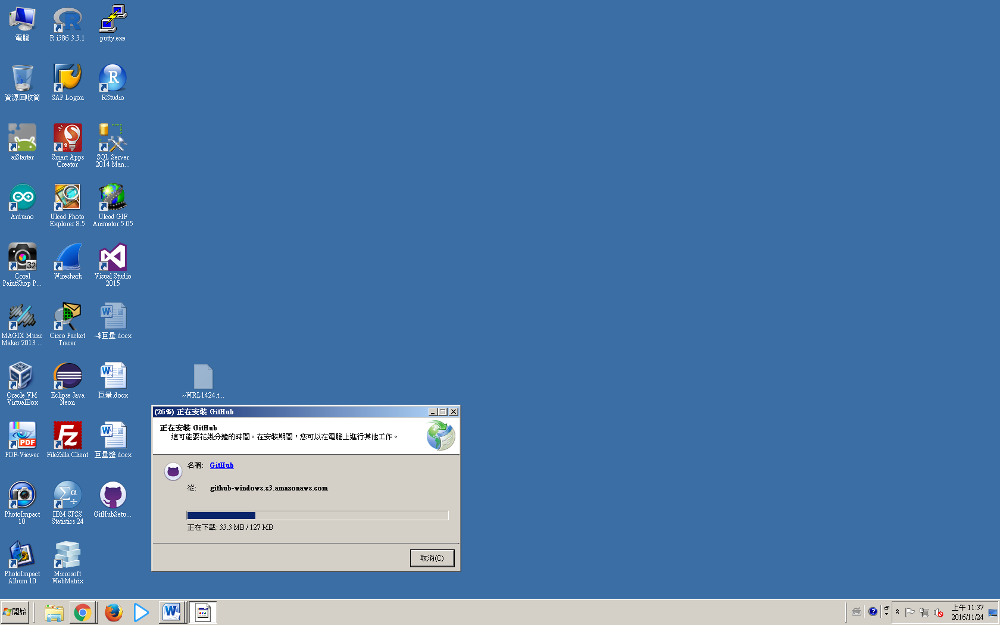 電腦
R i386 3.3.1
putty.exe
資源回收筒
SAP Logon
RStudio
aiStarter
Smart Apps
Creator
SQL Server
2014 Man...
Arduino
Ulead Photo
Explorer 8.5
Ulead GIF
Animator 5.05
Corel
PaintShop P...
Wireshark
Visual Studio
2015
MAGIX Music
Maker 2013 ...
Cisco Packet
Tracer
~$巨量.docx
Oracle VM
VirtualBox
Eclipse Java
Neon
巨量.docx
~WRL1424.t...
PDF-Viewer
FileZilla Client
巨量整.docx
PhotoImpact
10
IBM SPSS
Statistics 24
GitHubSetu...
PhotoImpact
Album 10
Microsoft
WebMatrix
(26%) 正在安裝 GitHub
正在安裝 GitHub
這可能要花幾分鐘的時間。在安裝期間，您可以在電腦上進行其他工作。
名稱: GitHub
從: github-windows.s3.amazonaws.com
正在下載: 33.3 MB / 127 MB
取消(C)
開始
上午 11:37
2016/11/24